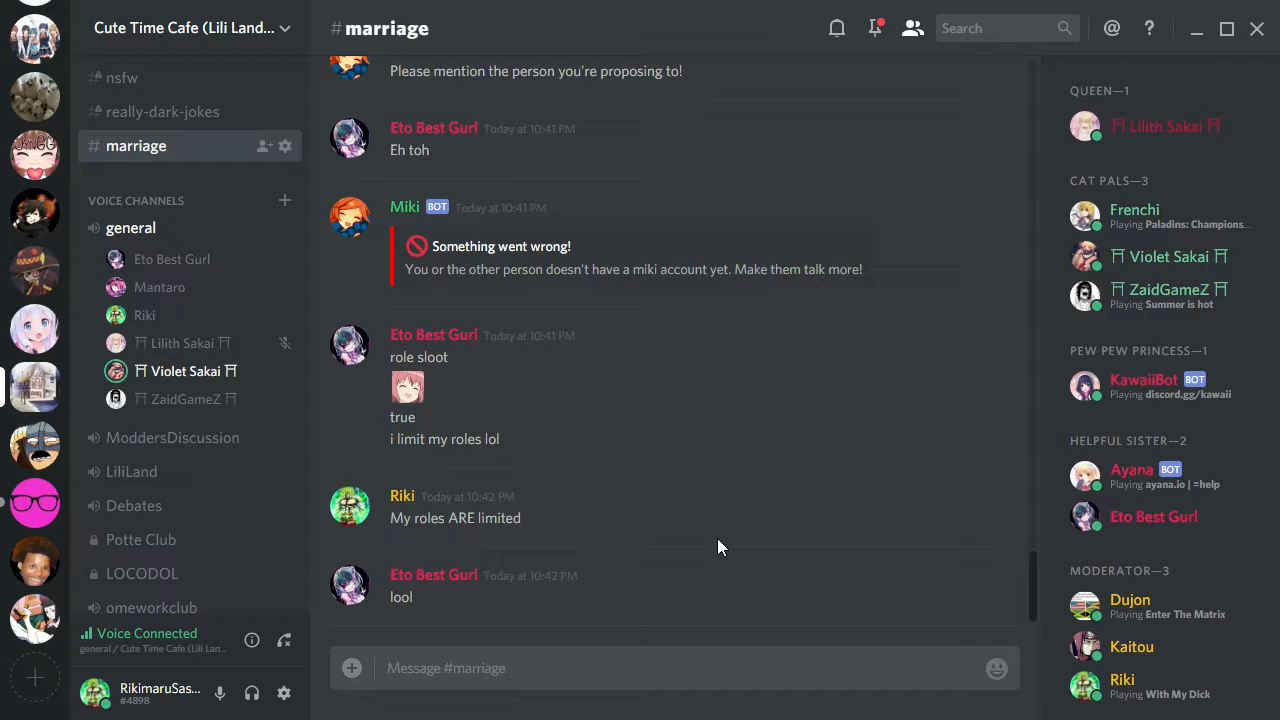 Cute Time Cafe (Lili Land...
nsfw
really-dark-jokes
# marriage
VOICE CHANNELS
general
Eto Best Gurl
Mantaro
Riki
⛩ Lilith Sakai ⛩
⛩ Violet Sakai ⛩
⛩ ZaidGameZ ⛩
ModdersDiscussion
LiliLand
Debates
Potte Club
LOCODOL
omeworkclub
Voice Connected
general / Cute Time Cafe (Lili Lan...
RikimaruSas...
#4898
#marriage
Search
Please mention the person you're proposing to!
Eto Best Gurl Today at 10:41 PM
Eh toh
Miki BOT Today at 10:41 PM
Something went wrong!
You or the other person doesn't have a miki account yet. Make them talk more!
Eto Best Gurl Today at 10:41 PM
role sloot
true
i limit my roles lol
Riki Today at 10:42 PM
My roles ARE limited
Eto Best Gurl Today at 10:42 PM
lool
Message #marriage
QUEEN—1
⛩ Lilith Sakai ⛩
CAT PALS—3
Frenchi
Playing Paladins: Champions...
⛩ Violet Sakai ⛩
⛩ ZaidGameZ ⛩
Playing Summer is hot
PEW PEW PRINCESS—1
KawaiiBot BOT
Playing discord.gg/kawaii
HELPFUL SISTER—2
Ayana BOT
Playing ayana.io | =help
Eto Best Gurl
MODERATOR—3
Dujon
Playing Enter The Matrix
Kaitou
Riki
Playing With My Dick